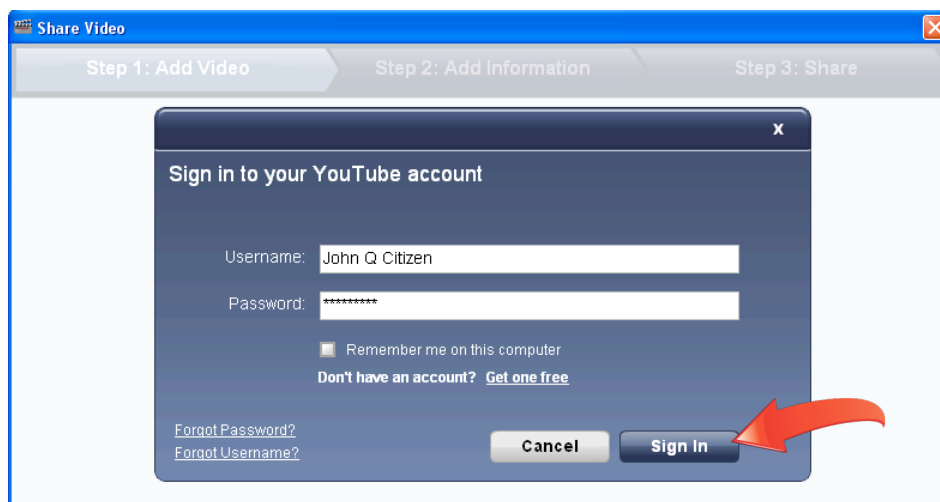 Share Video
Step 1: Add Video Step 2: Add Information Step 3: Share
x
Sign in to your YouTube account
Username: John Q Citizen
Password: *********
Remember me on this computer
Don't have an account? Get one free
Forgot Password?
Cancel Sign In
Forgot Username?